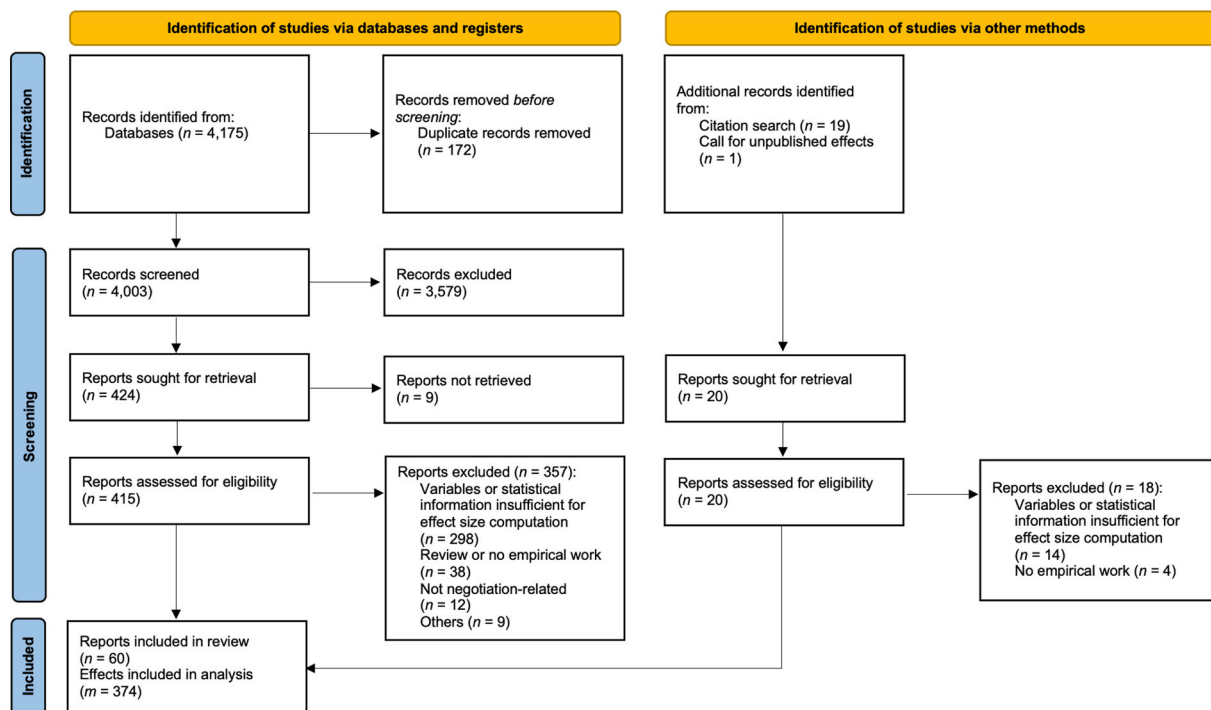 Identification of studies via databases and registers
Identification of studies via other methods
Identification
Records identified from:
Databases (n = 4,175)
Records removed before
screening:
Duplicate records removed
(n = 172)
Additional records identified
from:
Citation search (n = 19)
Call for unpublished effects
(n = 1)
Screening
Records screened
(n = 4,003)
Records excluded
(n = 3,579)
Reports sought for retrieval
(n = 424)
Reports not retrieved
(n = 9)
Reports sought for retrieval
(n = 20)
Reports assessed for eligibility
(n = 415)
Reports excluded (n = 357):
Variables or statistical
information insufficient for
effect size computation
(n = 298)
Review or no empirical work
(n = 38)
Not negotiation-related
(n = 12)
Others (n = 9)
Reports assessed for eligibility
(n = 20)
Reports excluded (n = 18):
Variables or statistical
information insufficient for
effect size computation
(n = 14)
No empirical work (n = 4)
Included
Reports included in review
(n = 60)
Effects included in analysis
(m = 374)